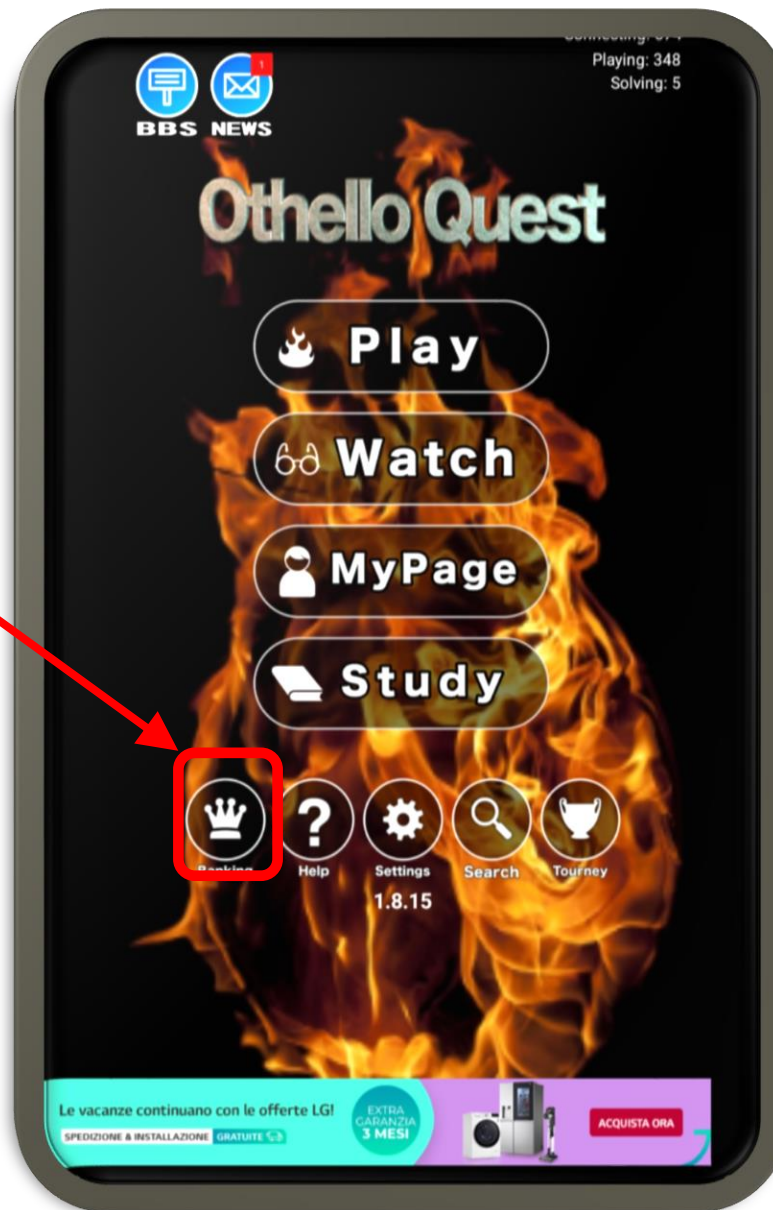 Playing: 348
Solving: 5
1
BBS NEWS
Othello Quest
Play
Watch
MyPage
Study
Ranking Help Settings Search Tourney
1.8.15
Le vacanze continuano con le offerte LG!
SPEDIZIONE & INSTALLAZIONE GRATUITE
EXTRA
GARANZIA
3 MESI
ACQUISTA ORA